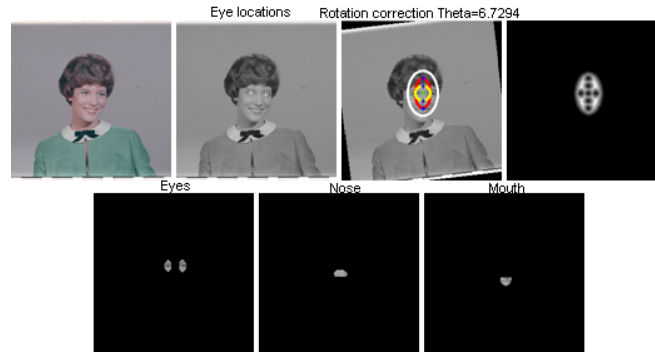 Eye locations
Rotation correction Theta=6.7294
Eyes
Nose
Mouth